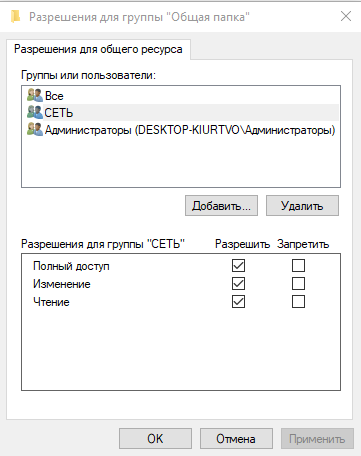 Разрешения для группы "Общая папка"
Разрешения для общего ресурса
Группы или пользователи:
Все
СЕТЬ
Администраторы (DESKTOP-KIURTVO\Администраторы)
Добавить... Удалить
Разрешения для группы "СЕТЬ" Разрешить Запретить
Полный доступ
Изменение
Чтение
OK Отмена Применить